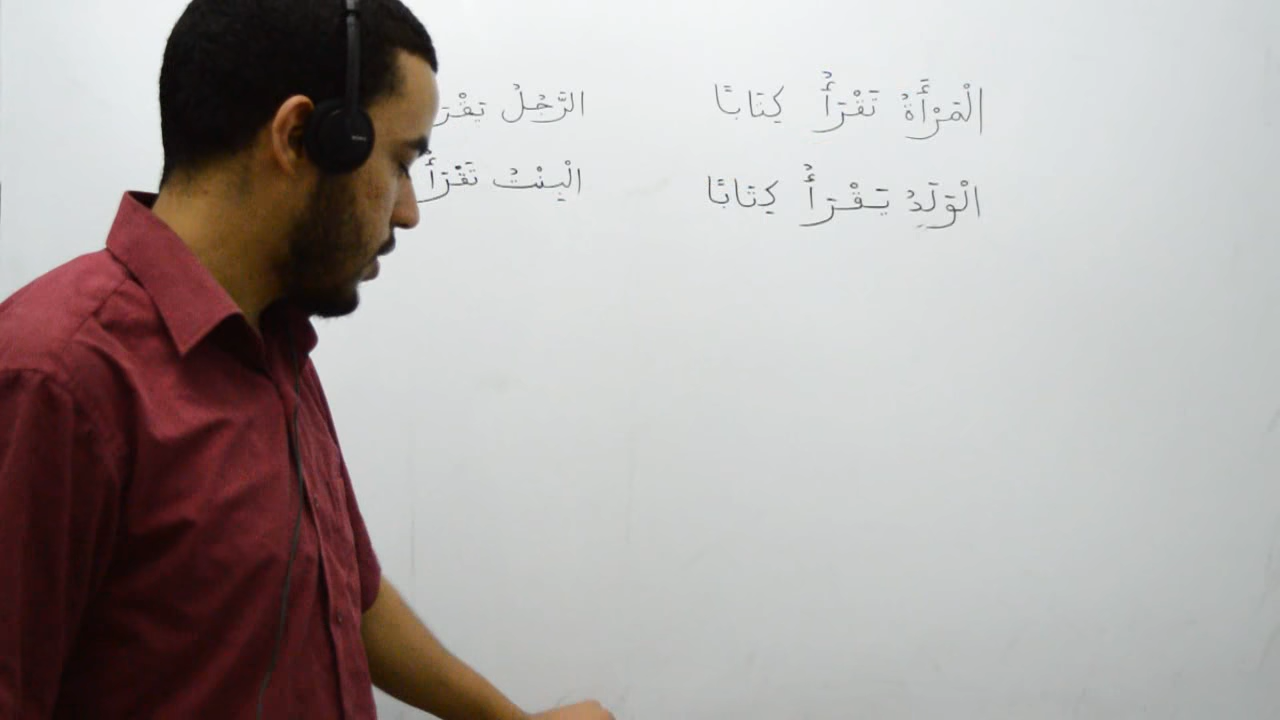 الْمَرْأَةُ تَقْرَأُ كِتَابًا
الْوَلَدُ يَقْرَأُ كِتَابًا
الرَّجُلُ
الْبِنْتُ تَقْرَأُ